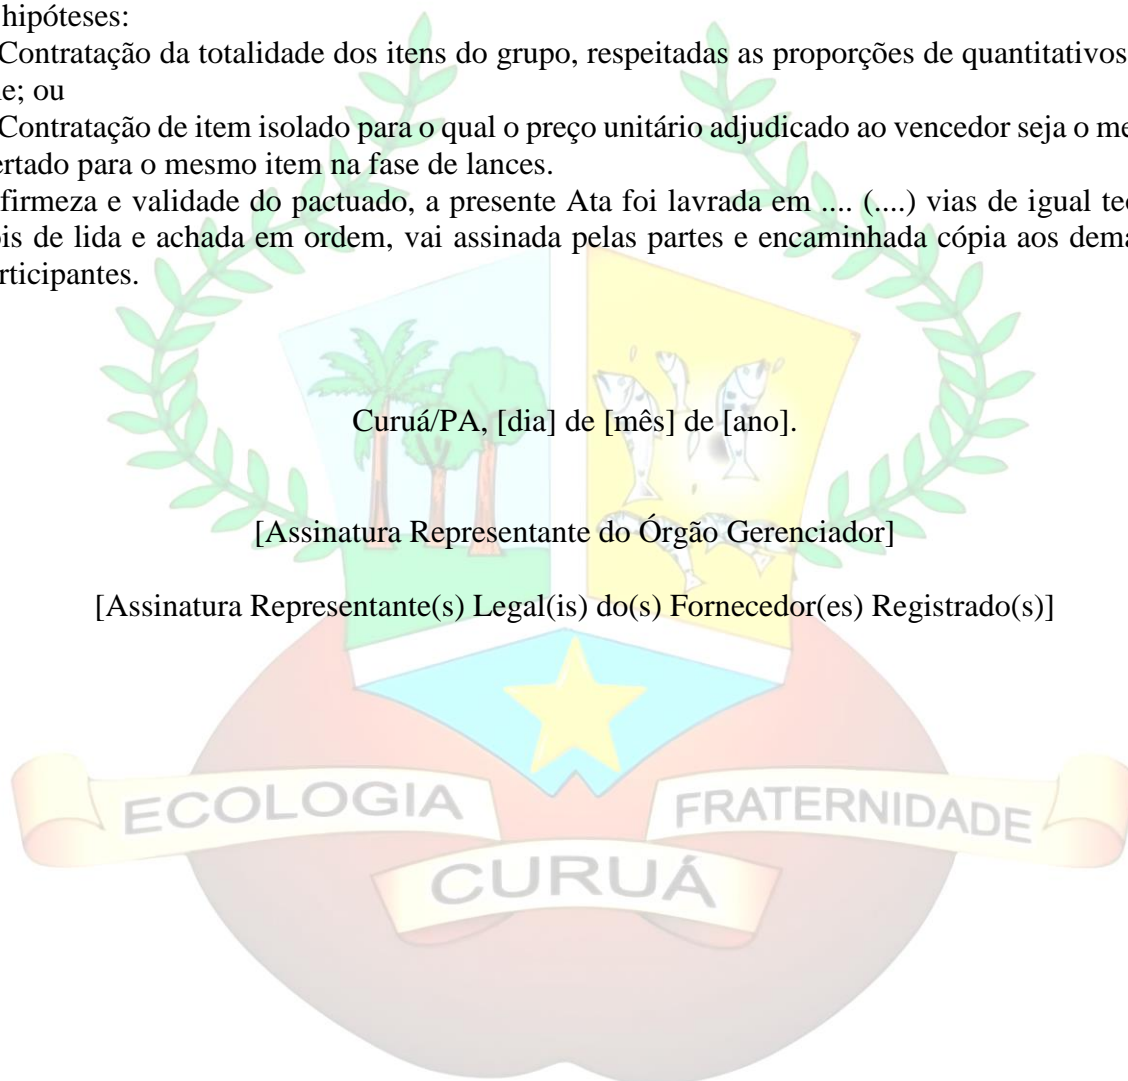 hipóteses:
Contratação da totalidade dos itens do grupo, respeitadas as proporções de quantitativos
e; ou
Contratação de item isolado para o qual o preço unitário adjudicado ao vencedor seja o me
ertado para o mesmo item na fase de lances.
firmeza e validade do pactuado, a presente Ata foi lavrada em .... (....) vias de igual teo
is de lida e achada em ordem, vai assinada pelas partes e encaminhada cópia aos dema
rticipantes.
Curuá/PA, [dia] de [mês] de [ano].
[Assinatura Representante do Órgão Gerenciador]
[Assinatura Representante(s) Legal(is) do(s) Fornecedor(es) Registrado(s)]
ECOLOGIA FRATERNIDADE
CURUÁ